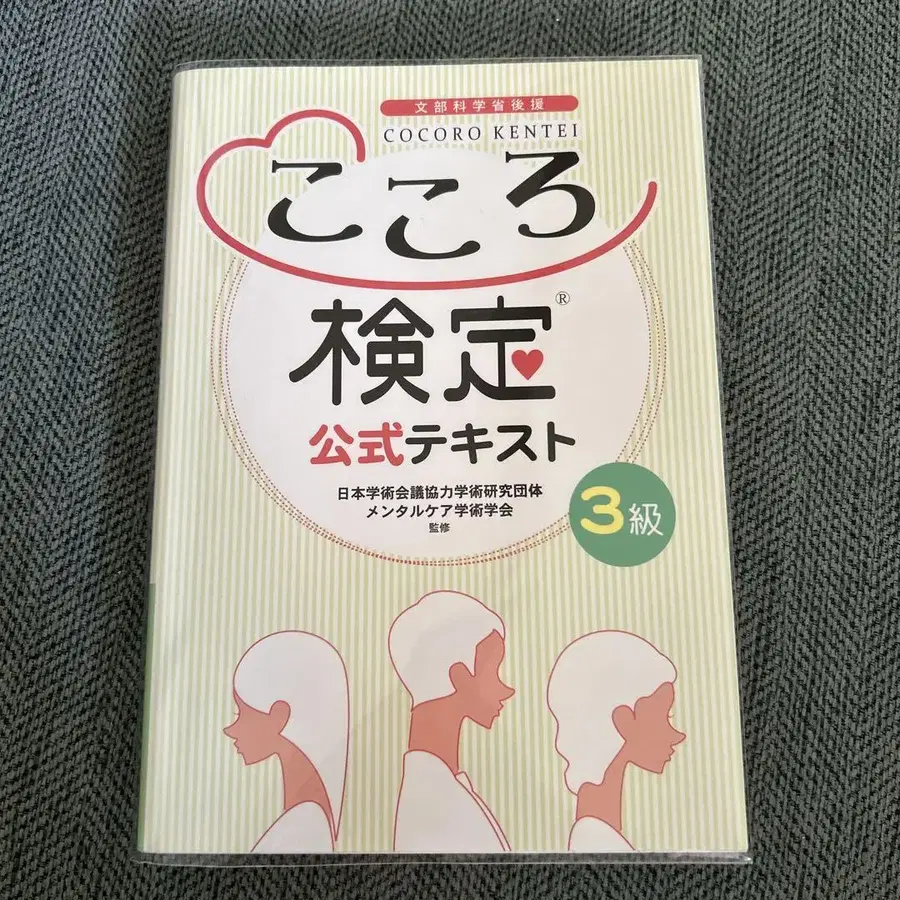 文部科学省後援
COCORO KENTEI
こころ
検定®
公式テキスト
日本学術会議協力学術研究団体
メンタルケア学術学会
監修
3級